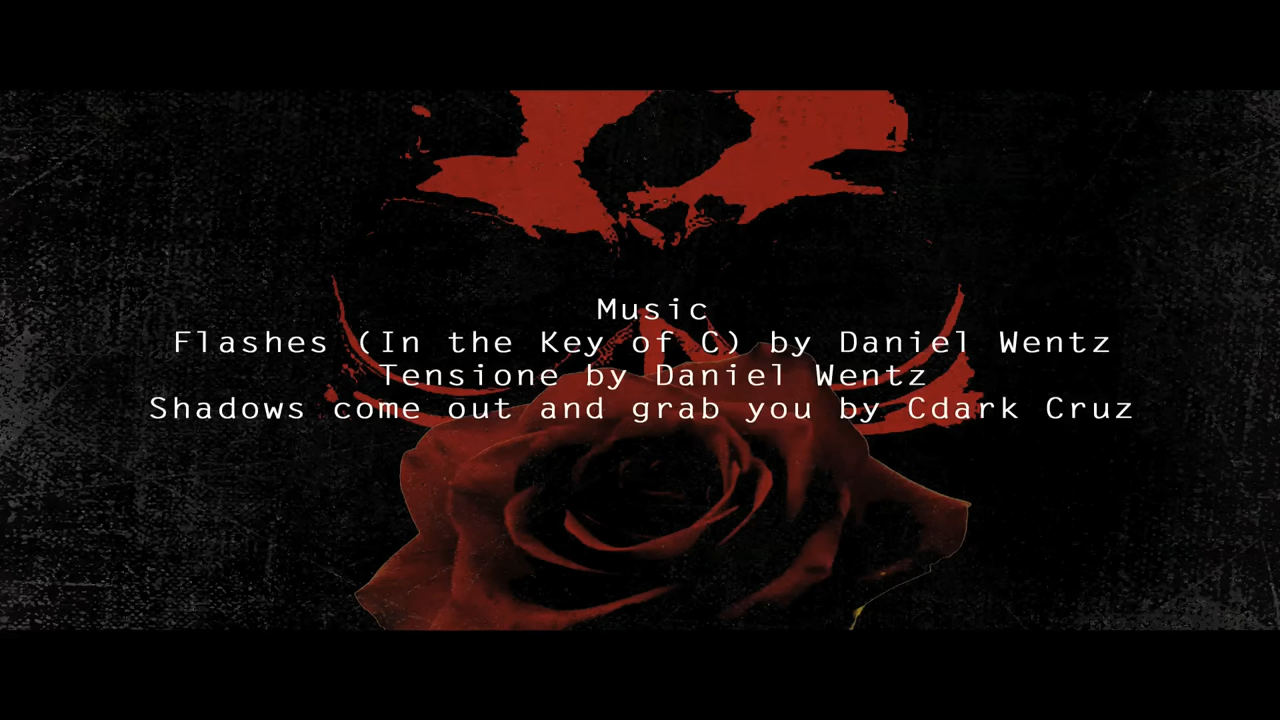 Music
Flashes (In the Key of C) by Daniel Wentz
Tensione by Daniel Wentz
Shadows come out and grab you by Cdark Cruz